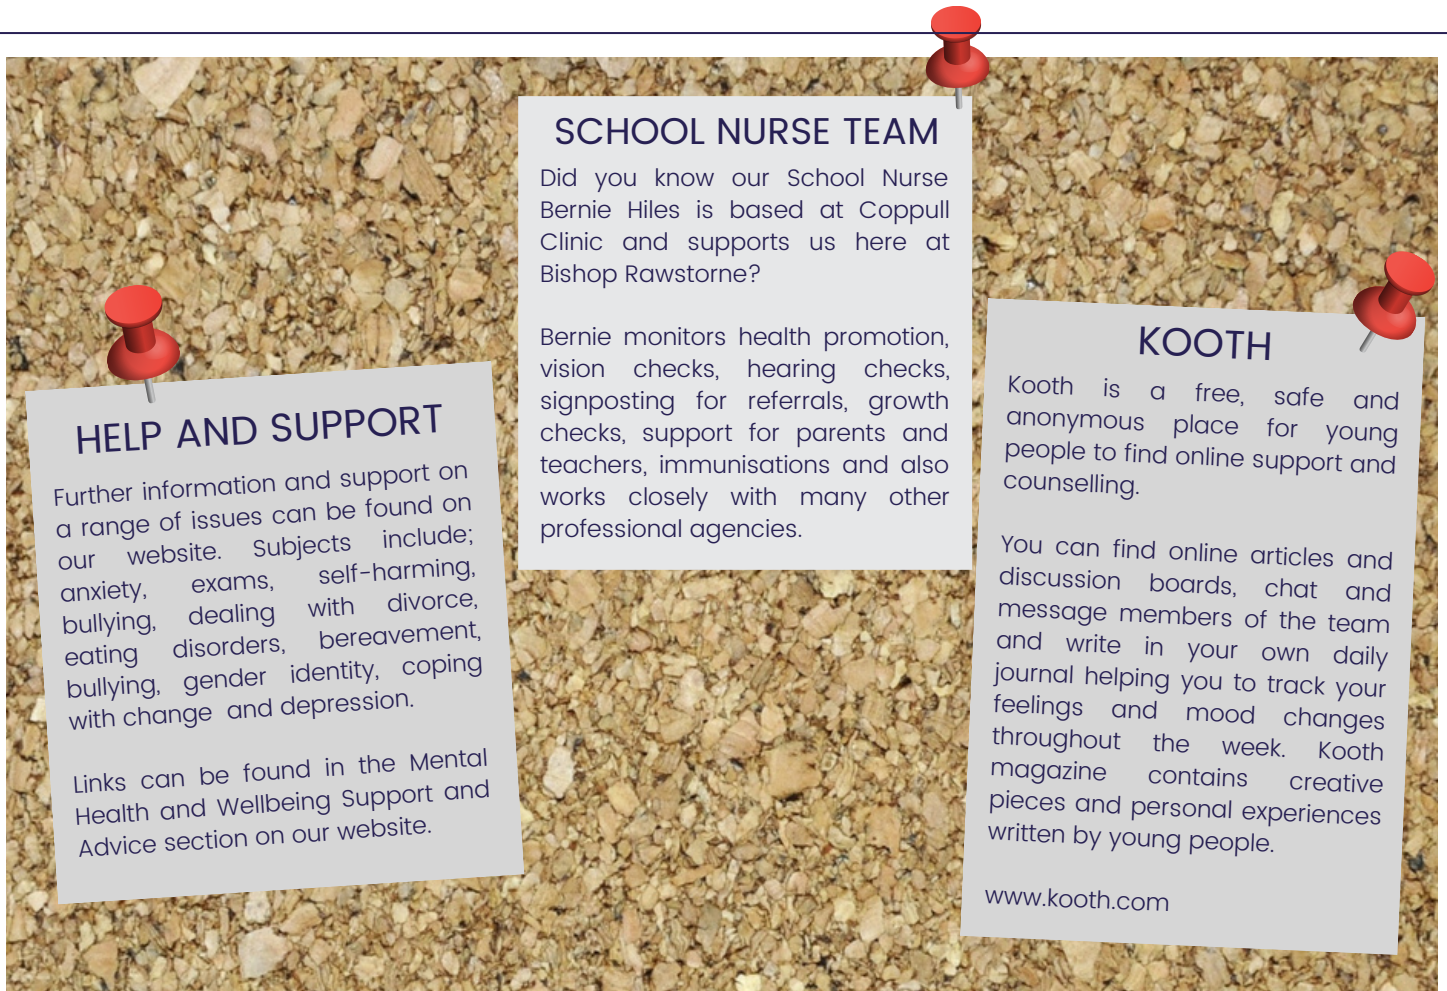 HELP AND SUPPORT
Further information and support on
a range of issues can be found on
our website. Subjects include;
anxiety, exams, self-harming,
bullying, dealing with divorce,
eating disorders, bereavement,
bullying, gender identity, coping
with change and depression.
Links can be found in the Mental
Health and Wellbeing Support and
Advice section on our website.
SCHOOL NURSE TEAM
Did you know our School Nurse
Bernie Hiles is based at Coppull
Clinic and supports us here at
Bishop Rawstorne?
Bernie monitors health promotion,
vision checks, hearing checks,
signposting for referrals, growth
checks, support for parents and
teachers, immunisations and also
works closely with many other
professional agencies.
KOOTH
Kooth is a free, safe and
anonymous place for young
people to find online support and
counselling.
You can find online articles and
discussion boards, chat and
message members of the team
and write in your own daily
journal helping you to track your
feelings and mood changes
throughout the week. Kooth
magazine contains creative
pieces and personal experiences
written by young people.
www.kooth.com